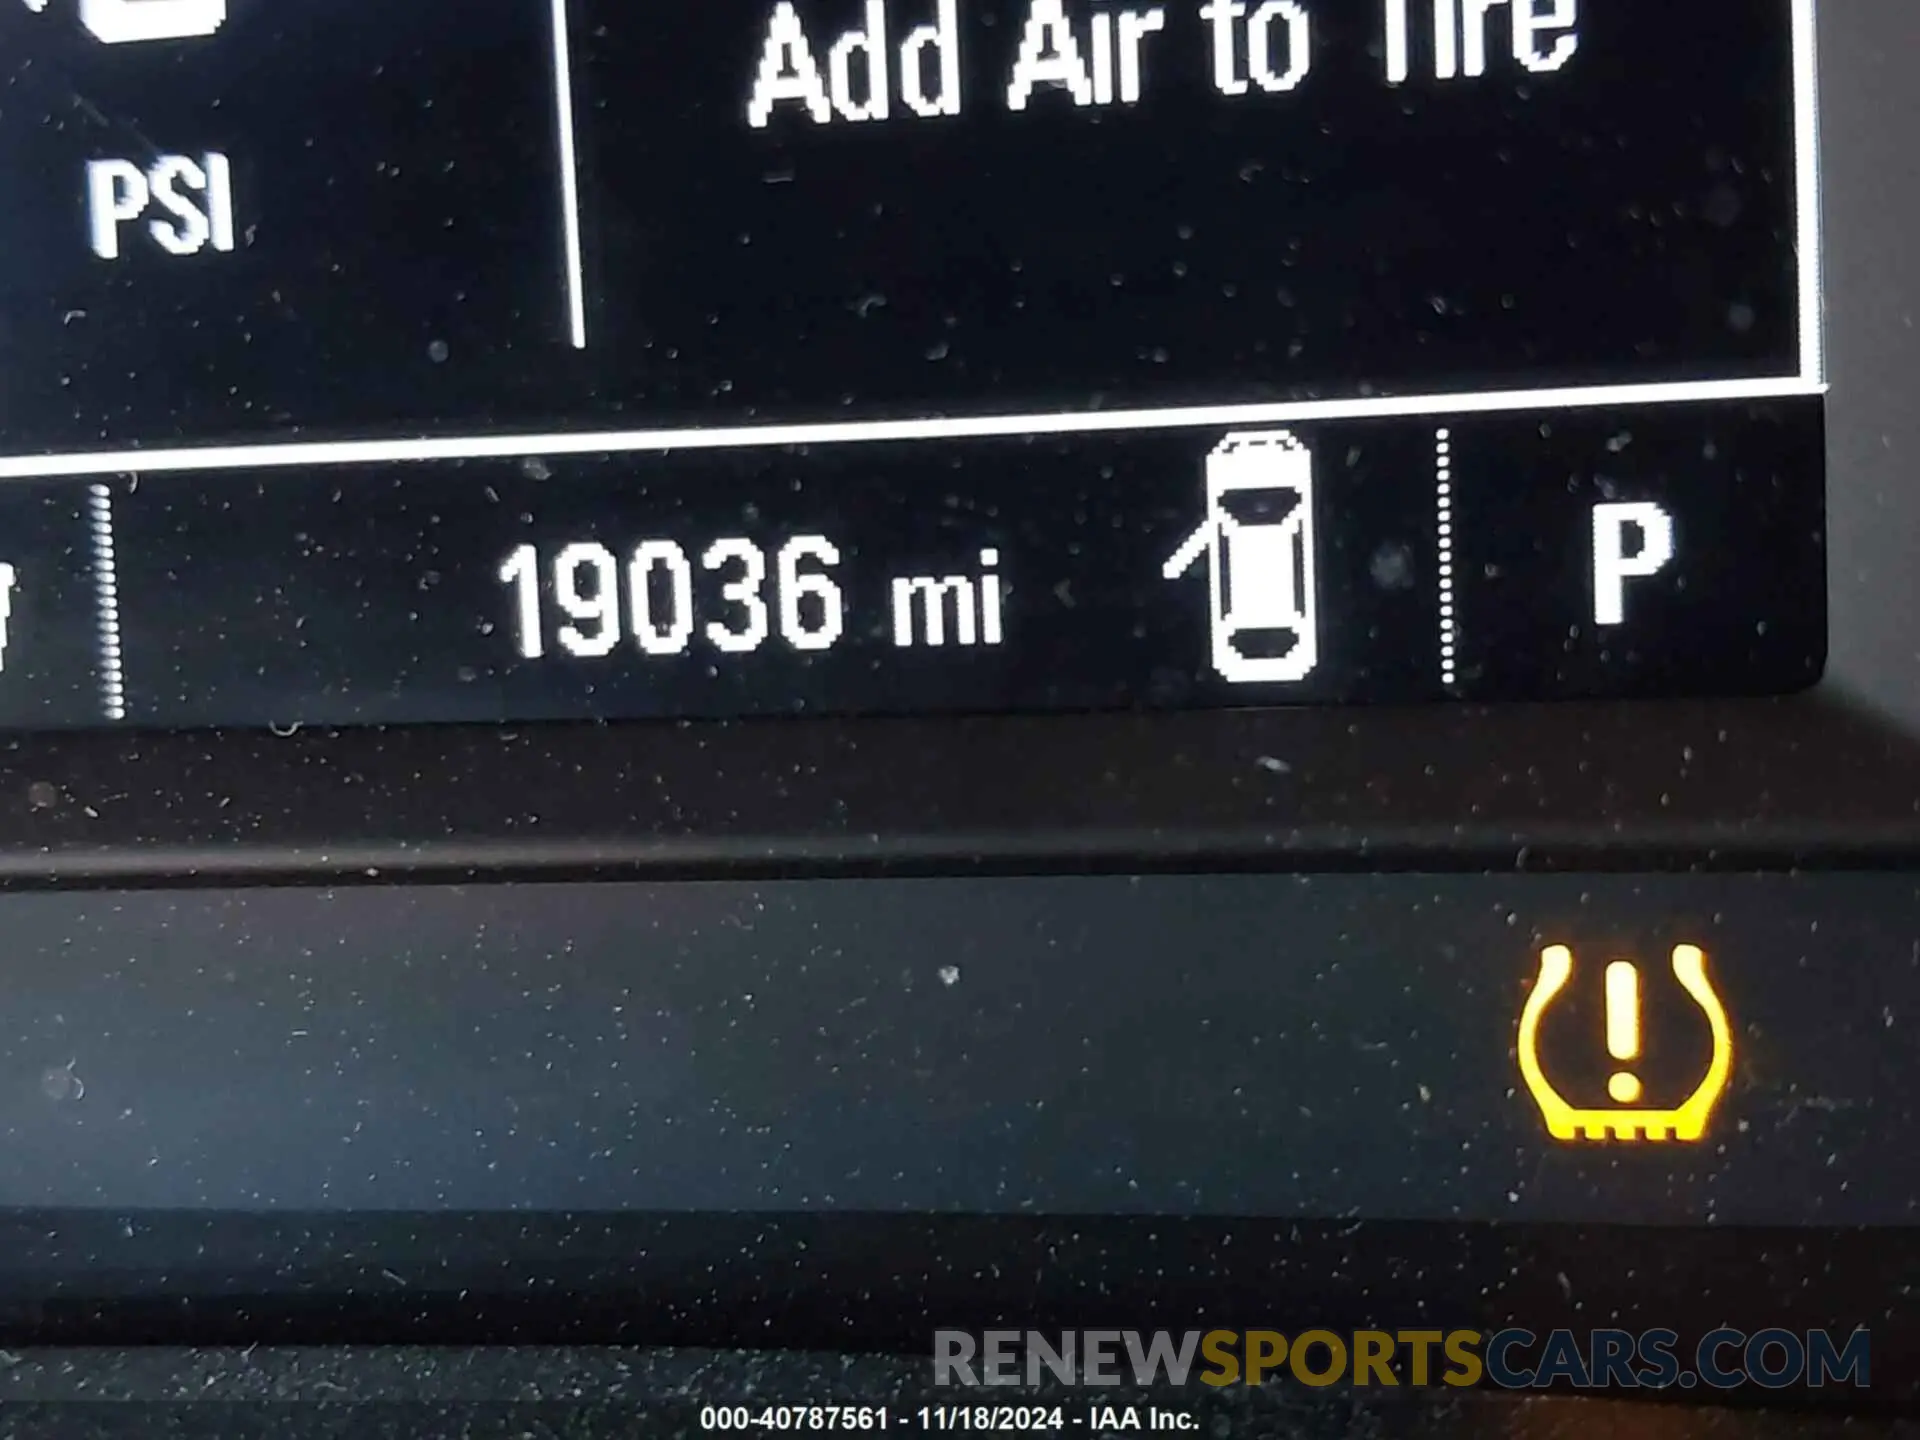 Add Air to Tire
PSI
19036 mi
P
RENEWSPORTSCARS.COM
000-40787561 - 11/18/2024 - IAA Inc.